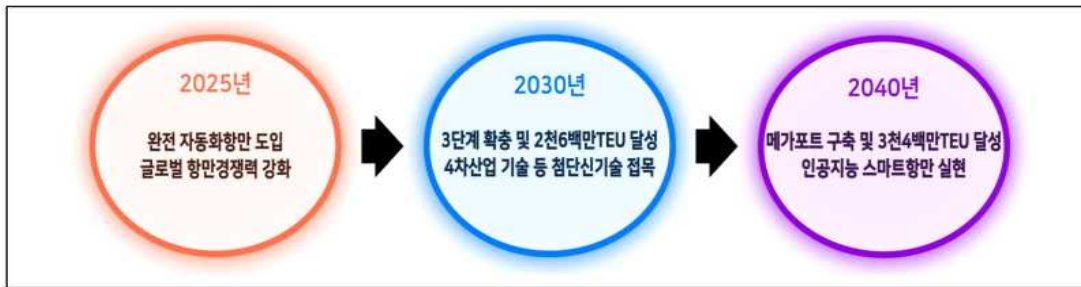 2025년
완전 자동화항만 도입
글로벌 항만경쟁력 강화
2030년
3단계 확충 및 2천6백만TEU 달성
4차산업 기술 등 첨단신기술 접목
2040년
메가포트 구축 및 3천4백만TEU 달성
인공지능 스마트항만 실현